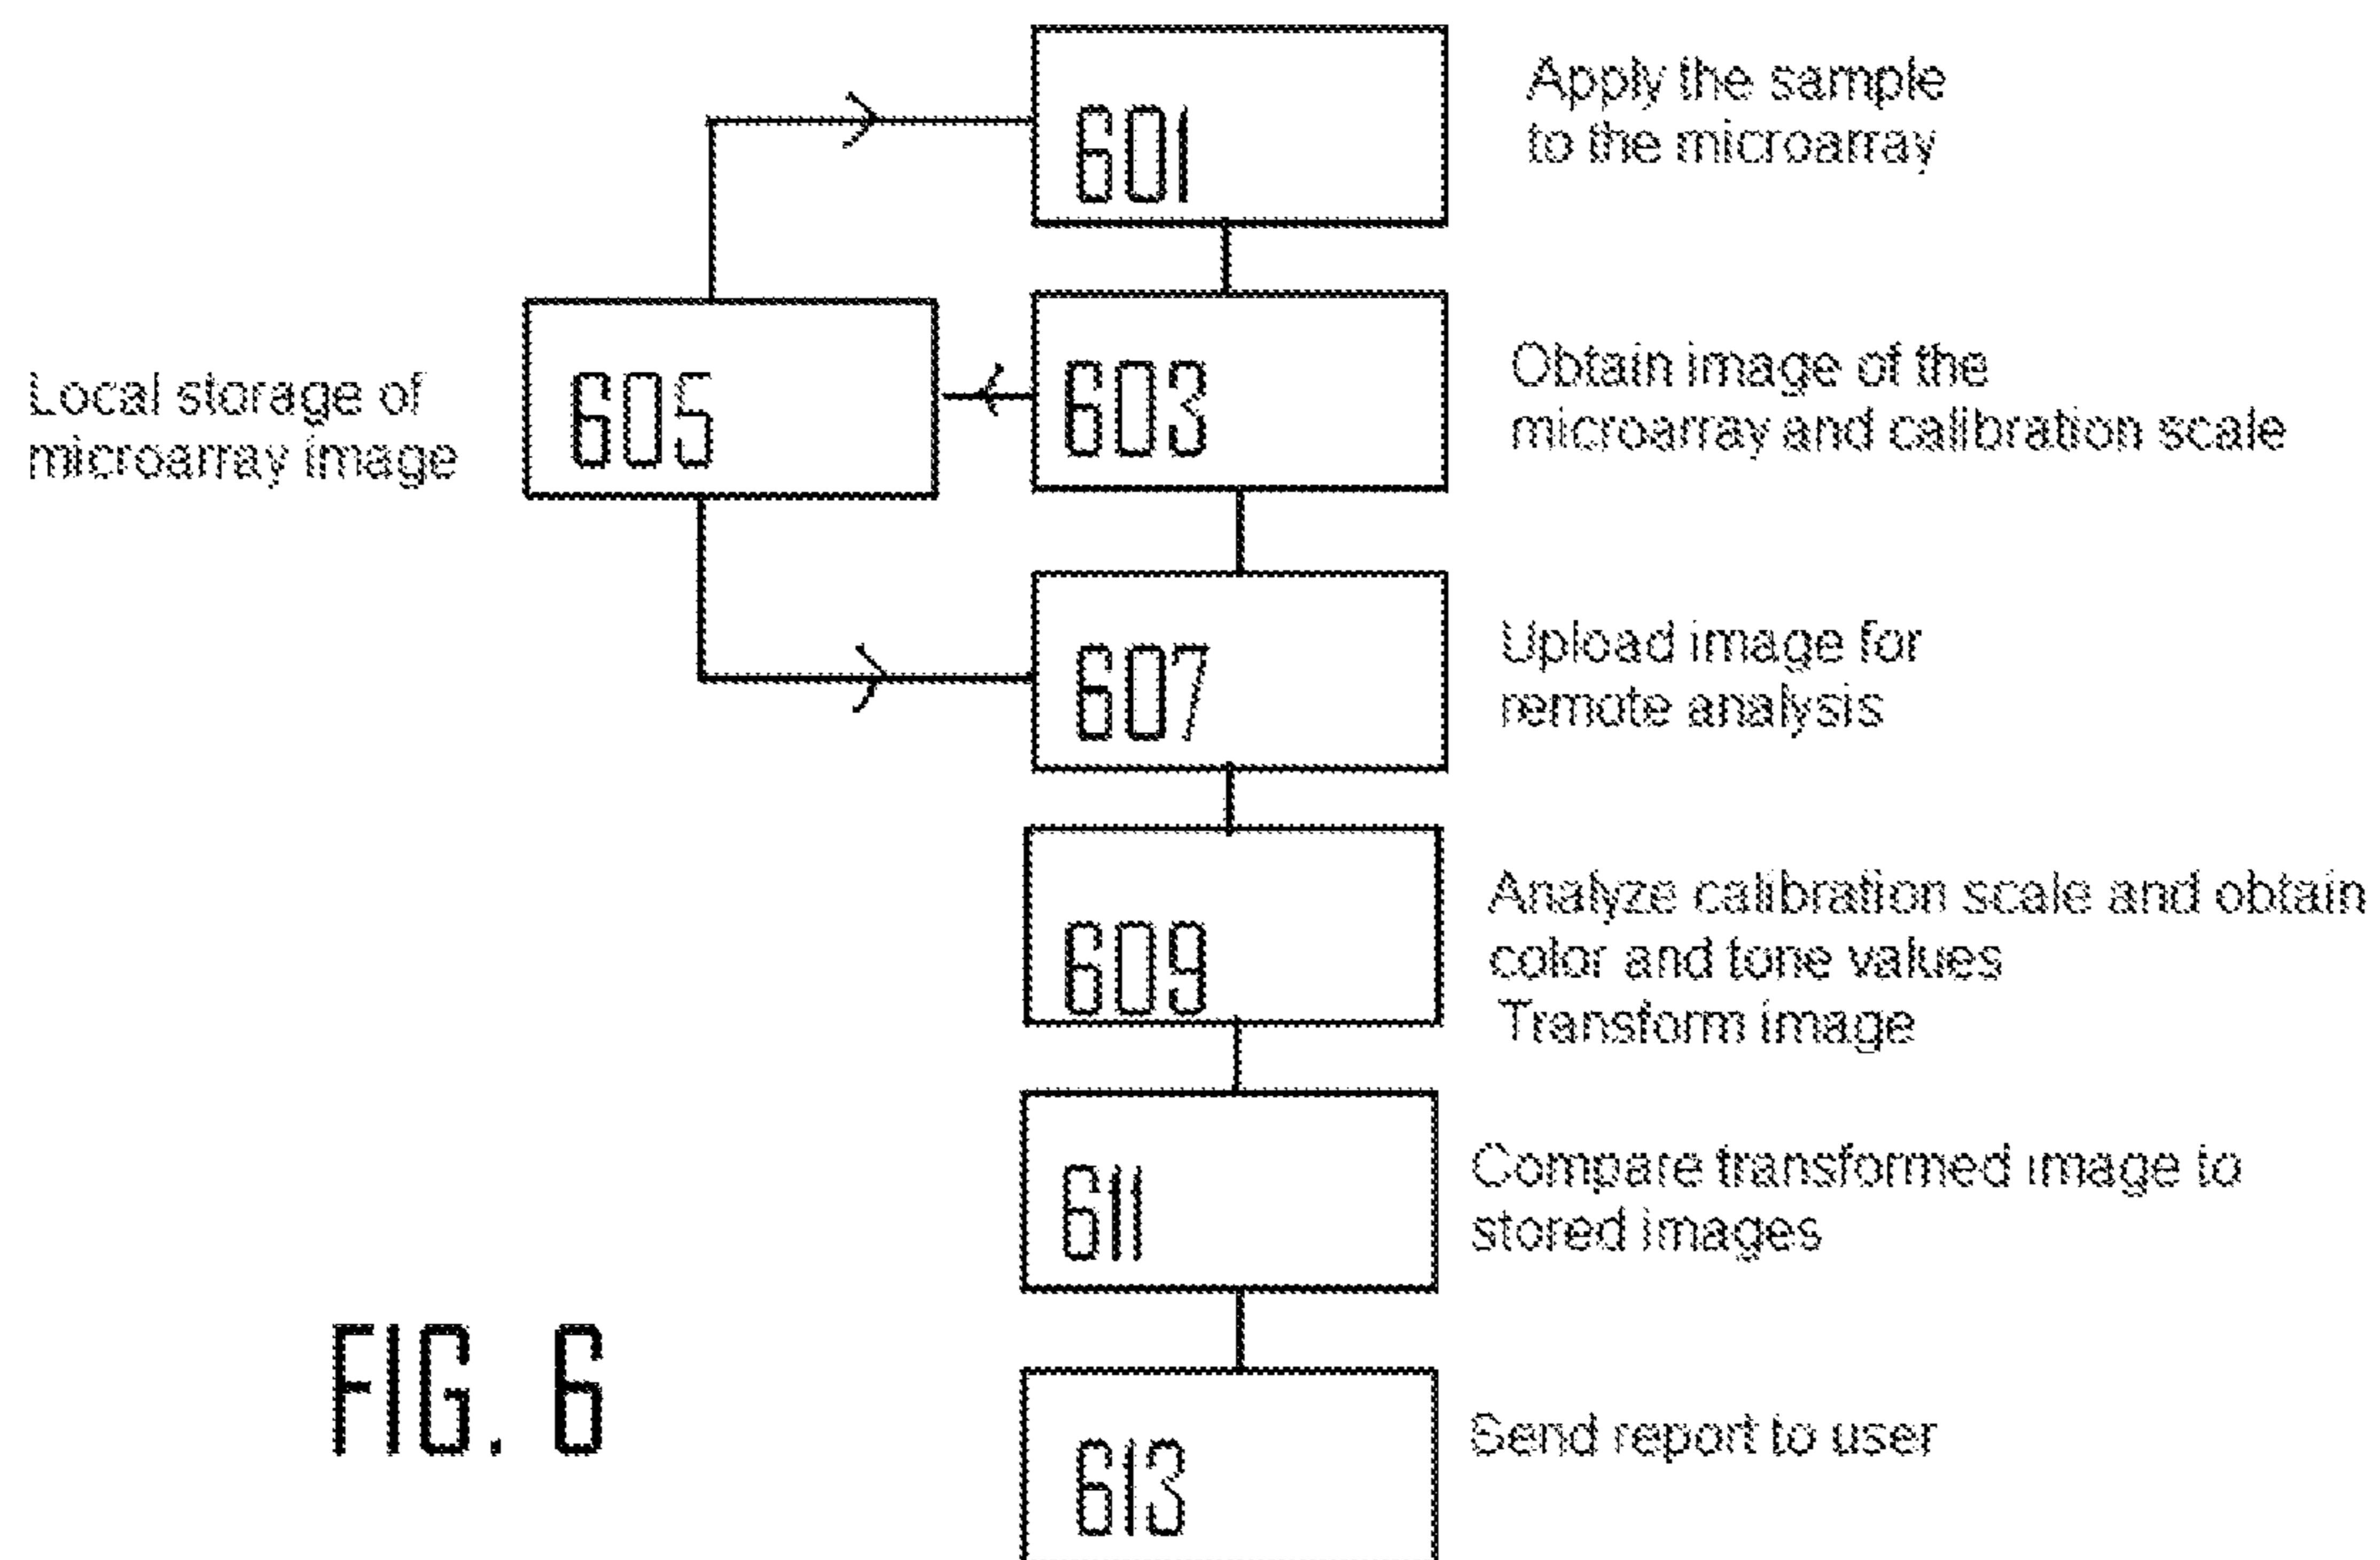 601
Apply the sample
to the microarray
Local storage of
microarray image
605
603
Obtain image of the
microarray and calibration scale
607
Upload image for
remote analysis
609
Analyze calibration scale and obtain
color and tone values
Transform image
611
Compare transformed image to
stored images
613
Send report to user
FIG. 6